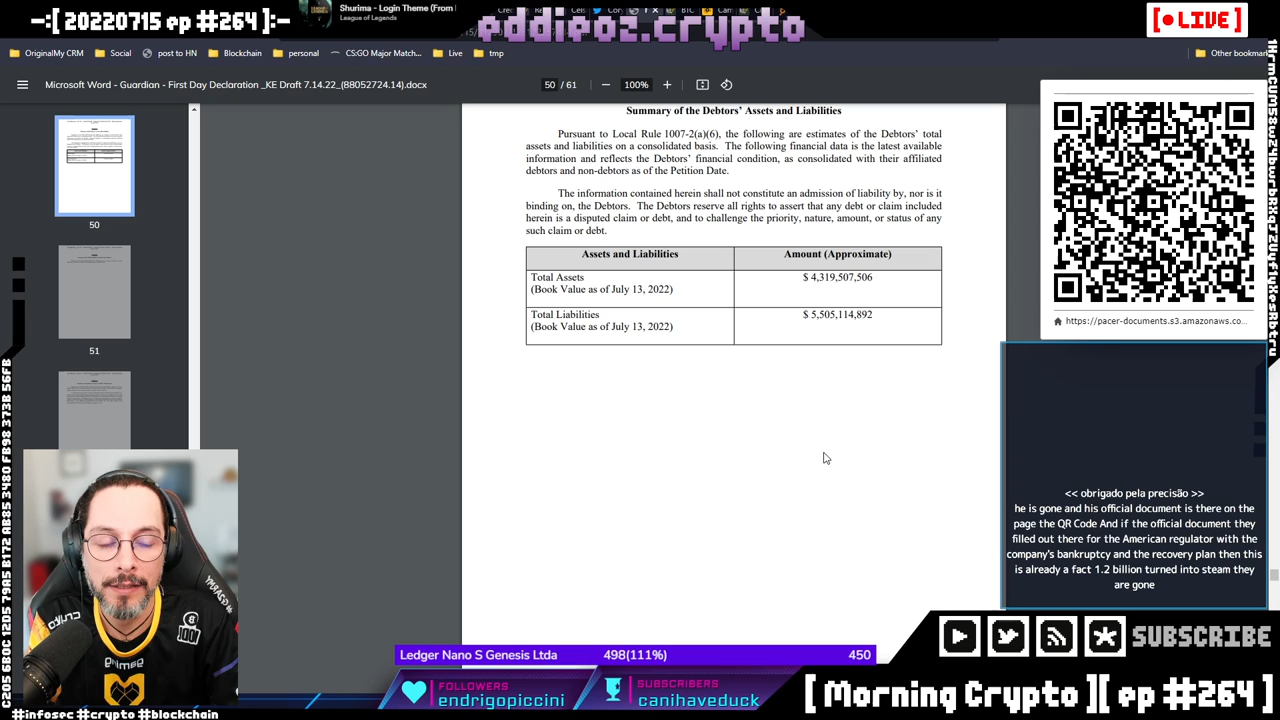 -:[ 20220715 ep #264 ]:-
Shurima - Login Theme (From
League of Legends
eddieoz.crypto
[ LIVE ]
OriginalMy CRM
Social
post to HN
Blockchain
personal
CS:GO Major Match...
Live
tmp
Other bookmar
Microsoft Word - Guardian - First Day Declaration _KE Draft 7.14.22_(88052724.14).docx
50 / 61
100%
50
51
Summary of the Debtors' Assets and Liabilities
Pursuant to Local Rule 1007-2(a)(6), the following are estimates of the Debtors' total
assets and liabilities on a consolidated basis. The following financial data is the latest available
information and reflects the Debtors' financial condition, as consolidated with their affiliated
debtors and non-debtors as of the Petition Date.
The information contained herein shall not constitute an admission of liability by, nor is it
binding on, the Debtors. The Debtors reserve all rights to assert that any debt or claim included
herein is a disputed claim or debt, and to challenge the priority, nature, amount, or status of any
such claim or debt.
Assets and Liabilities
Amount (Approximate)
Total Assets
(Book Value as of July 13, 2022)
$ 4,319,507,506
Total Liabilities
(Book Value as of July 13, 2022)
$ 5,505,114,892
https://pacer-documents.s3.amazonaws.co...
<< obrigado pela precisão >>
he is gone and his official document is there on the
page the QR Code And if the official document they
filled out there for the American regulator with the
company's bankruptcy and the recovery plan then this
is already a fact 1.2 billion turned into steam they
are gone
SUBSCRIBE
Ledger Nano S Genesis Ltda
498(111%)
450
FOLLOWERS
endrigopiccini
SUBSCRIBERS
canihaveduck
[ Morning Crypto ][ ep #264 ]
#infosec #crypto #blockchain